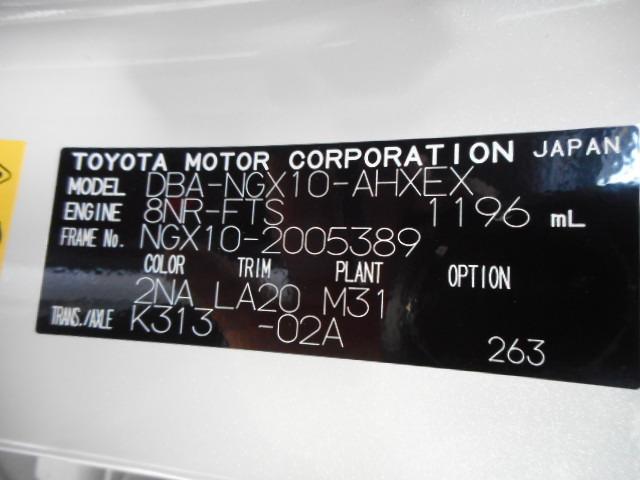 TOYOTA MOTOR CORPORATION JAPAN
MODEL DBA-NGX10-AHXEX
ENGINE 8NR-FTS 1196 mL
FRAME No. NGX10-2005389
COLOR TRIM PLANT OPTION
2NA LA20 M31
TRANS./AXLE K313 -02A
263